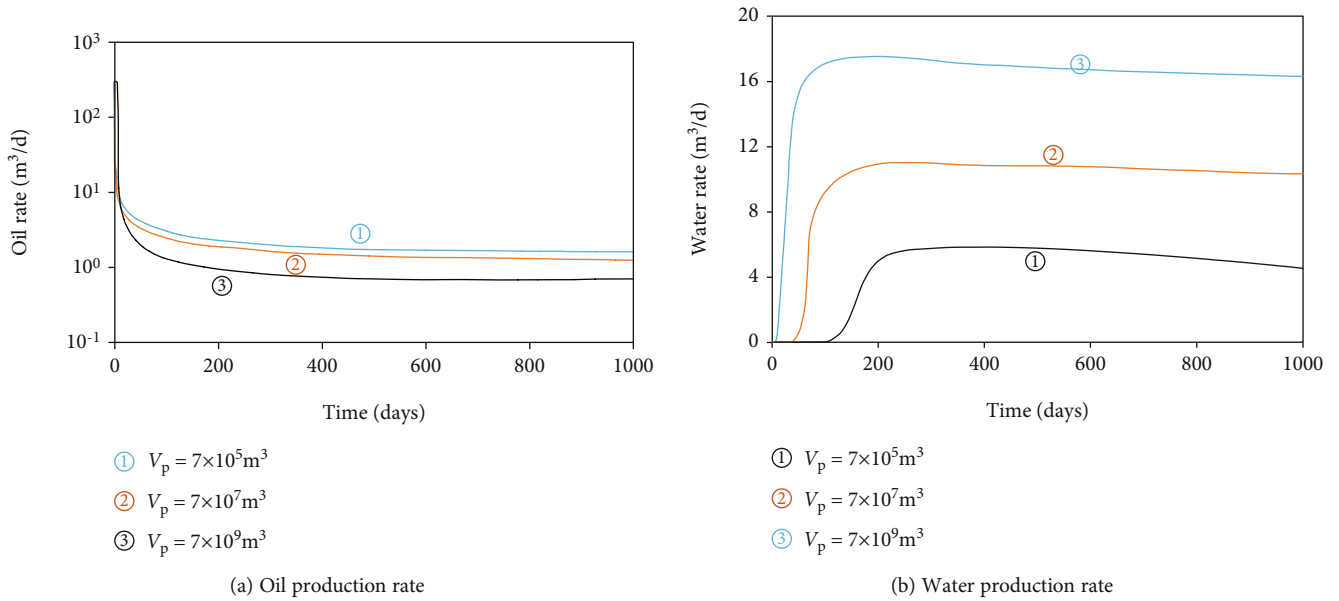 10³
10²
10¹
10⁰
10⁻¹
Oil rate (m³/d)
① 
②
③
0 200 400 600 800 1000
Time (days)
① Vₚ = 7×10⁵m³
② Vₚ = 7×10⁷m³
③ Vₚ = 7×10⁹m³
(a) Oil production rate
20
16
12
8
4
0
Water rate (m³/d)
③
②
①
0 200 400 600 800 1000
Time (days)
① Vₚ = 7×10⁵m³
② Vₚ = 7×10⁷m³
③ Vₚ = 7×10⁹m³
(b) Water production rate